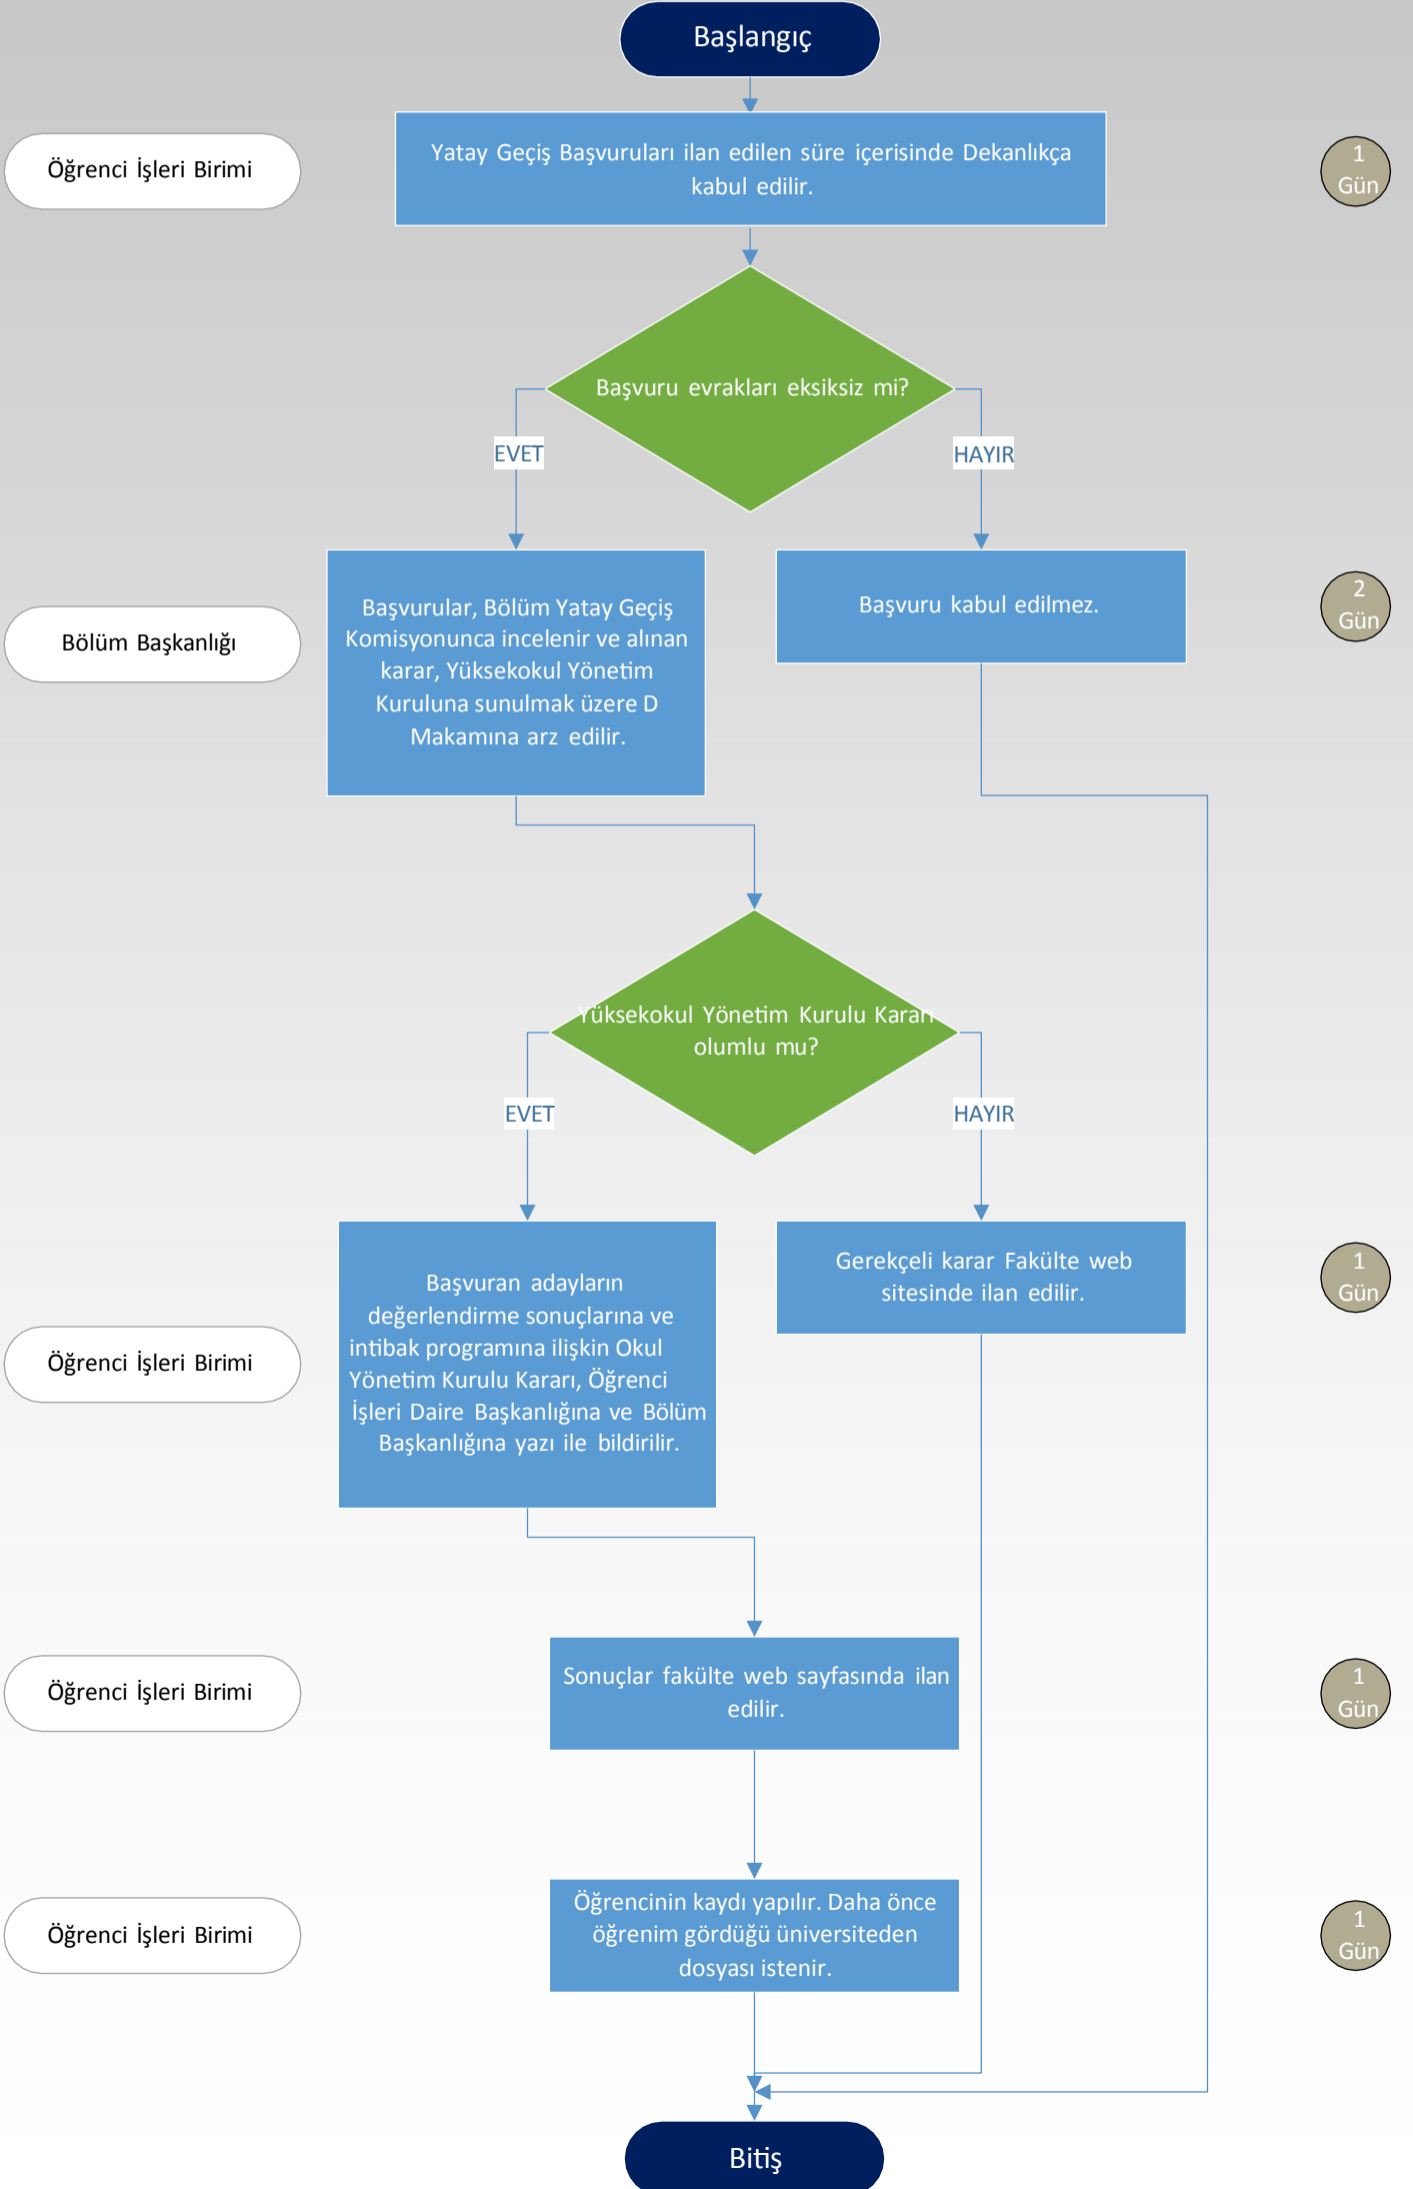 Başlangıç
Öğrenci İşleri Birimi
Yatay Geçiş Başvuruları ilan edilen süre içerisinde Dekanlıkça
kabul edilir.
1
Gün
Başvuru evrakları eksiksiz mi?
EVET
HAYIR
Bölüm Başkanlığı
Başvurular, Bölüm Yatay Geçiş
Komisyonunca incelenir ve alınan
karar, Yüksekokul Yönetim
Kuruluna sunulmak üzere D
Makamına arz edilir.
Başvuru kabul edilmez.
2
Gün
Yüksekokul Yönetim Kurulu Kararı
olumlu mu?
EVET
HAYIR
Öğrenci İşleri Birimi
Başvuran adayların
değerlendirme sonuçlarına ve
intibak programına ilişkin Okul
Yönetim Kurulu Kararı, Öğrenci
İşleri Daire Başkanlığına ve Bölüm
Başkanlığına yazı ile bildirilir.
Gerekçeli karar Fakülte web
sitesinde ilan edilir.
1
Gün
Öğrenci İşleri Birimi
Sonuçlar fakülte web sayfasında ilan
edilir.
1
Gün
Öğrenci İşleri Birimi
Öğrencinin kaydı yapılır. Daha önce
öğrenim gördüğü üniversiteden
dosyası istenir.
1
Gün
Bitiş